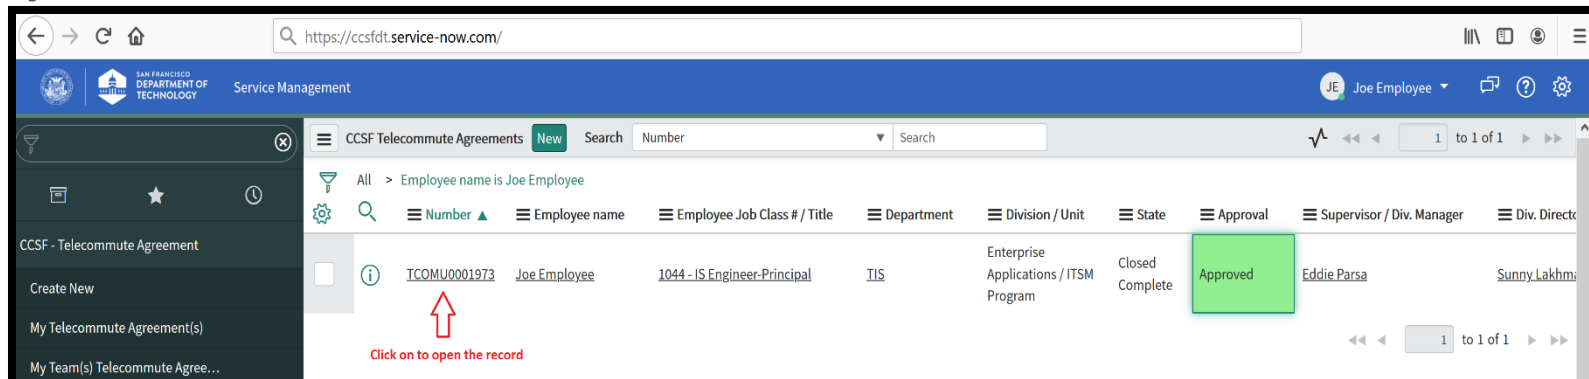 https://ccsfdt.service-now.com/
SAN FRANCISCO
DEPARTMENT OF
TECHNOLOGY
Service Management
JE Joe Employee
CCSF Telecommute Agreements New Search Number Search 1 to 1 of 1
All > Employee name is Joe Employee
Number Employee name Employee Job Class # / Title Department Division / Unit State Approval Supervisor / Div. Manager Div. Directo
CCSF - Telecommute Agreement
Create New
My Telecommute Agreement(s)
My Team(s) Telecommute Agree...
TCOMU0001973 Joe Employee 1044 - IS Engineer-Principal TIS
Enterprise
Applications / ITSM
Program
Closed
Complete
Approved
Eddie Parsa
Sunny Lakhma
Click on to open the record
1 to 1 of 1